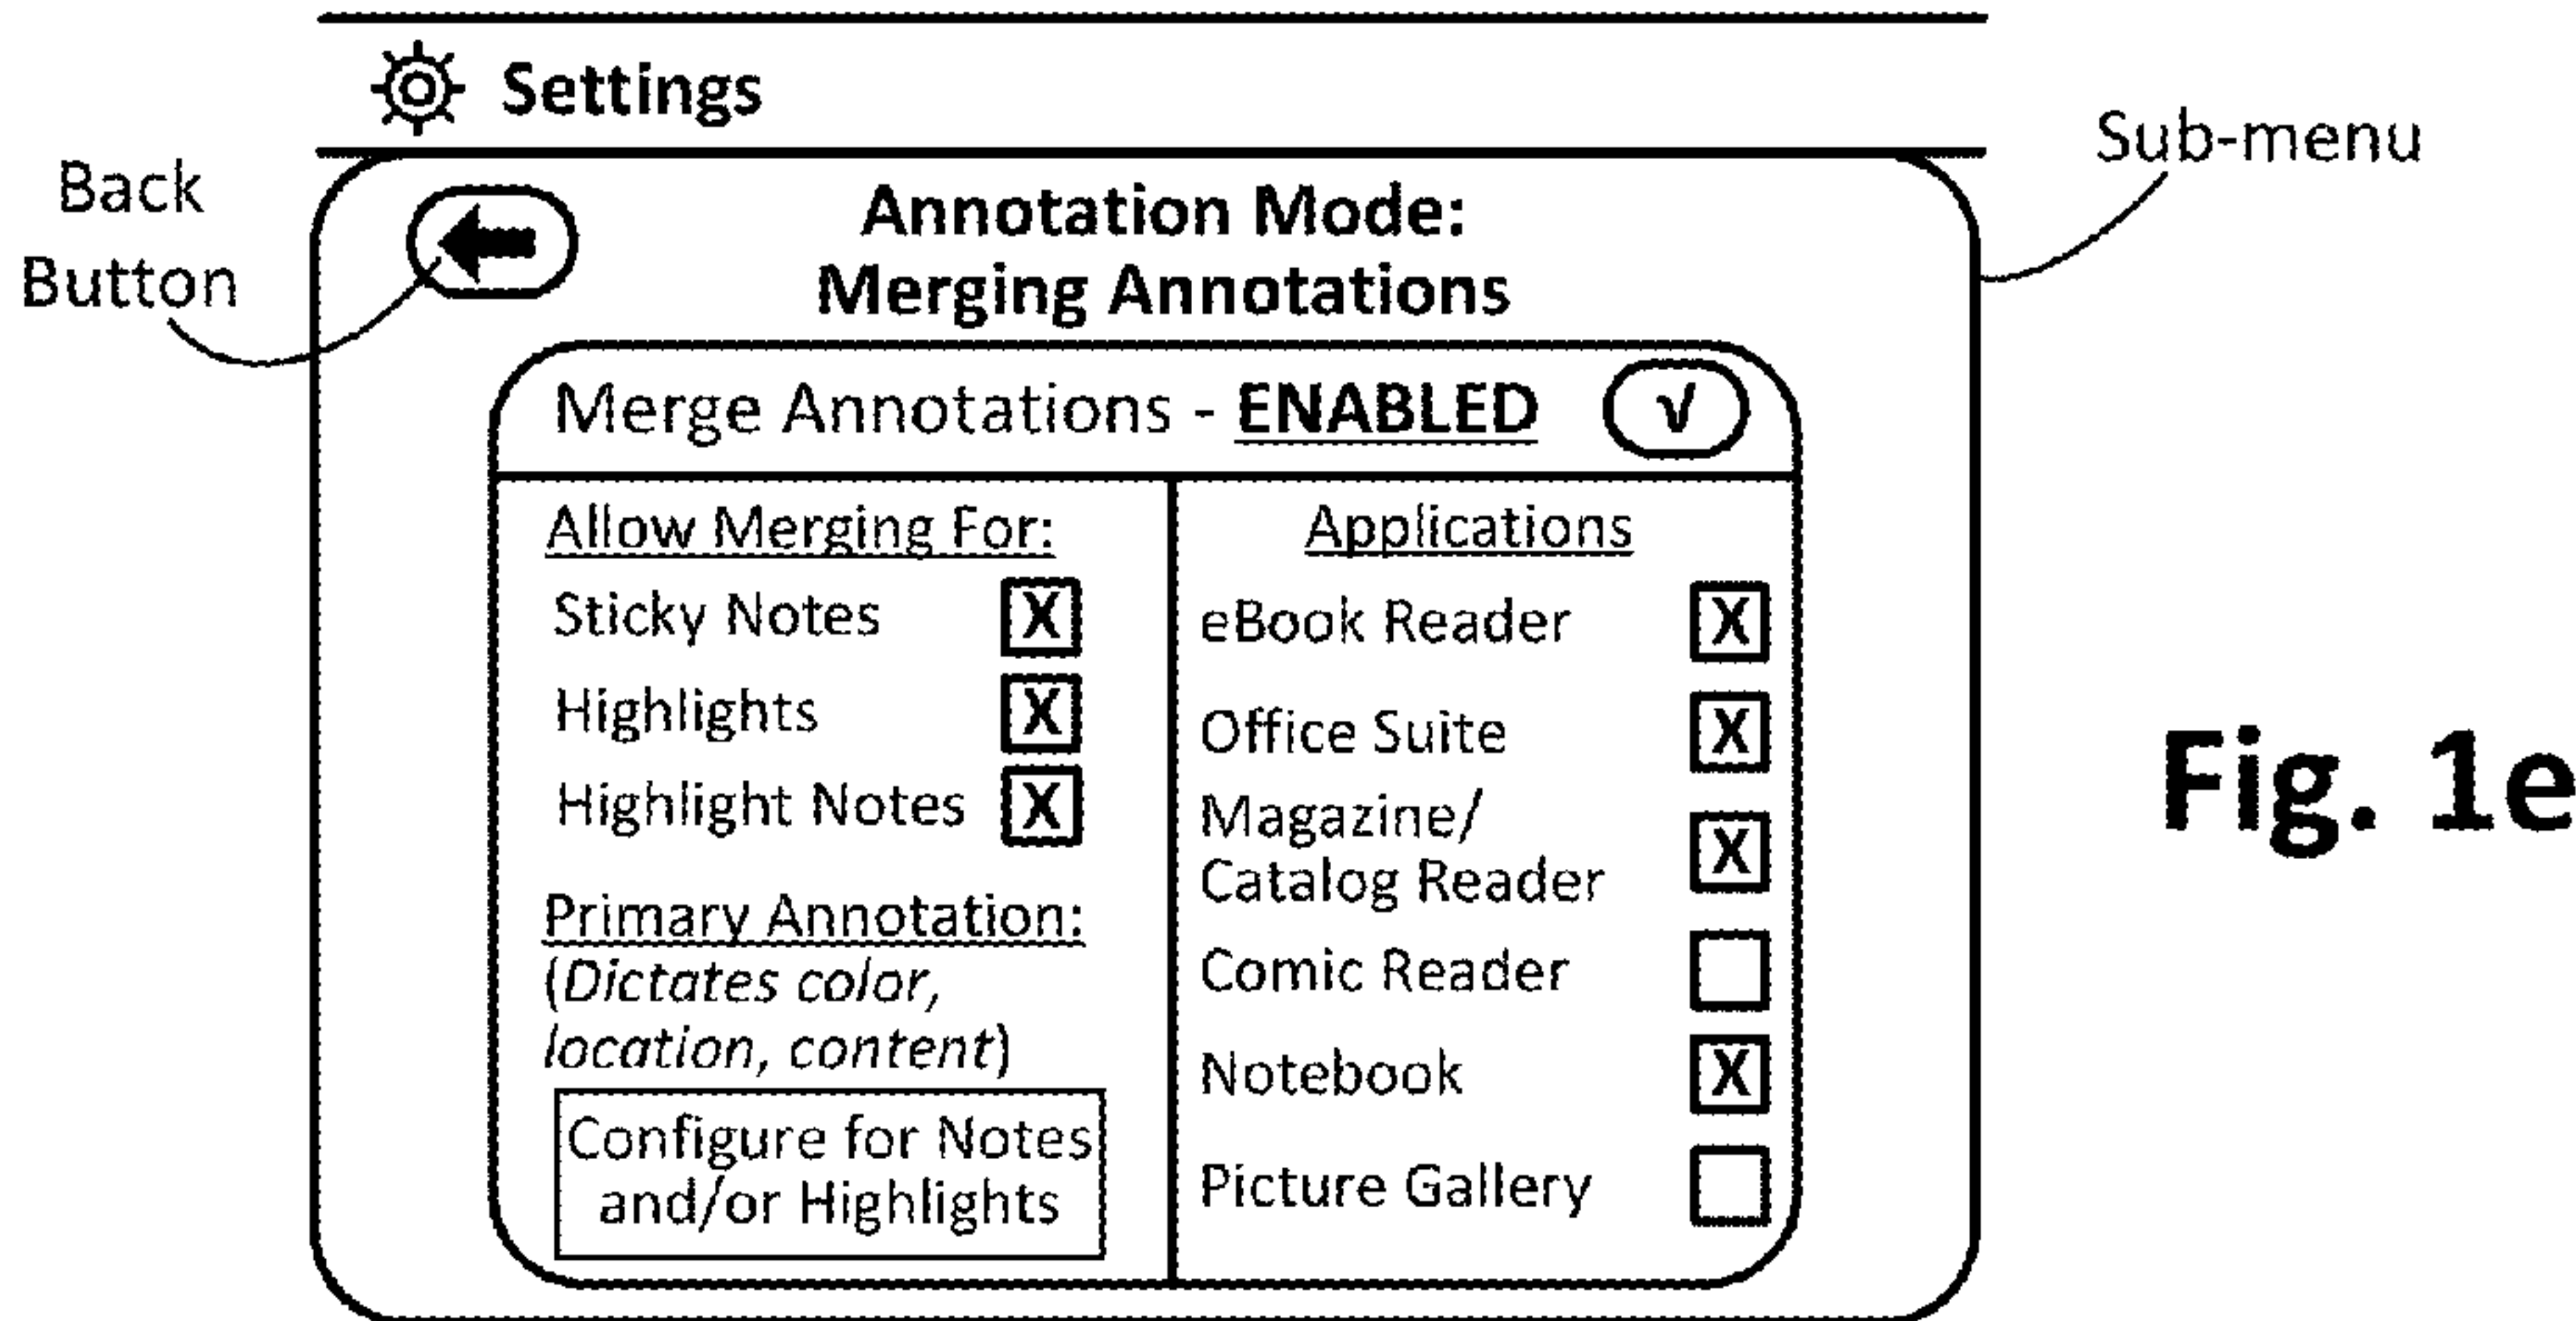 Settings
Back
Button
Sub-menu
Annotation Mode:
Merging Annotations
Merge Annotations - ENABLED √
Allow Merging For:
Sticky Notes X
Highlights X
Highlight Notes X
Primary Annotation:
(Dictates color,
location, content)
Configure for Notes
and/or Highlights
Applications
eBook Reader X
Office Suite X
Magazine/
Catalog Reader X
Comic Reader
Notebook X
Picture Gallery
Fig. 1e